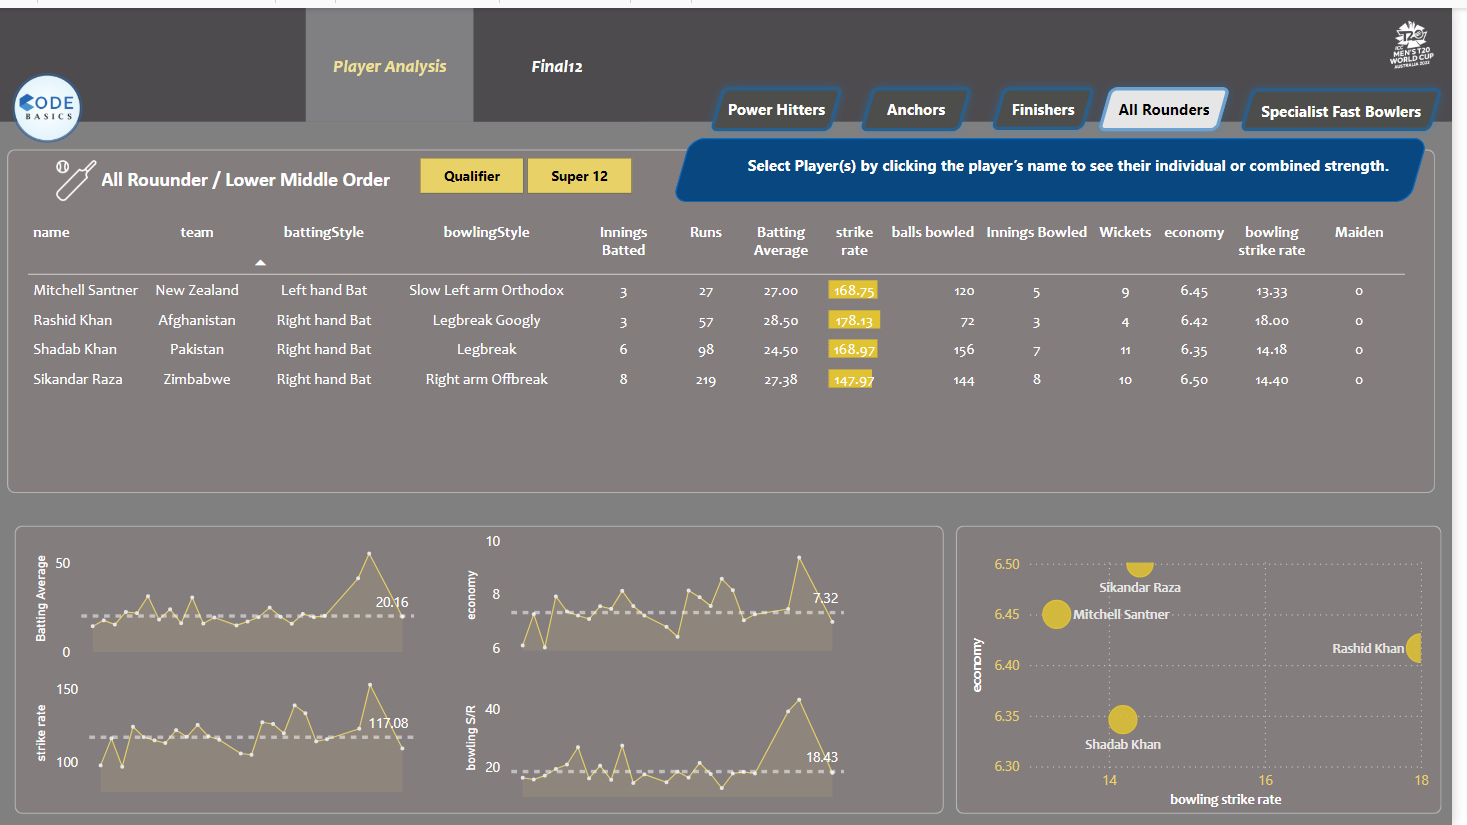 Player Analysis
Final12
T20
ICC
MEN'S T20
WORLD CUP
AUSTRALIA 2022
CODE
BASICS
Power Hitters
Anchors
Finishers
All Rounders
Specialist Fast Bowlers
Select Player(s) by clicking the player's name to see their individual or combined strength.
All Rouunder / Lower Middle Order
Qualifier
Super 12
name team battingStyle bowlingStyle Innings Batted Runs Batting Average strike rate balls bowled Innings Bowled Wickets economy bowling strike rate Maiden
Mitchell Santner New Zealand Left hand Bat Slow Left arm Orthodox 3 27 27.00 168.75 120 5 9 6.45 13.33 0
Rashid Khan Afghanistan Right hand Bat Legbreak Googly 3 57 28.50 178.13 72 3 4 6.42 18.00 0
Shadab Khan Pakistan Right hand Bat Legbreak 6 98 24.50 168.97 156 7 11 6.35 14.18 0
Sikandar Raza Zimbabwe Right hand Bat Right arm Offbreak 8 219 27.38 147.97 144 8 10 6.50 14.40 0
Batting Average
50
0
20.16
economy
10
8
6
7.32
strike rate
150
100
117.08
bowling S/R
40
20
18.43
economy
6.50
6.45
6.40
6.35
6.30
Sikandar Raza
Mitchell Santner
Rashid Khan
Shadab Khan
14 16 18
bowling strike rate